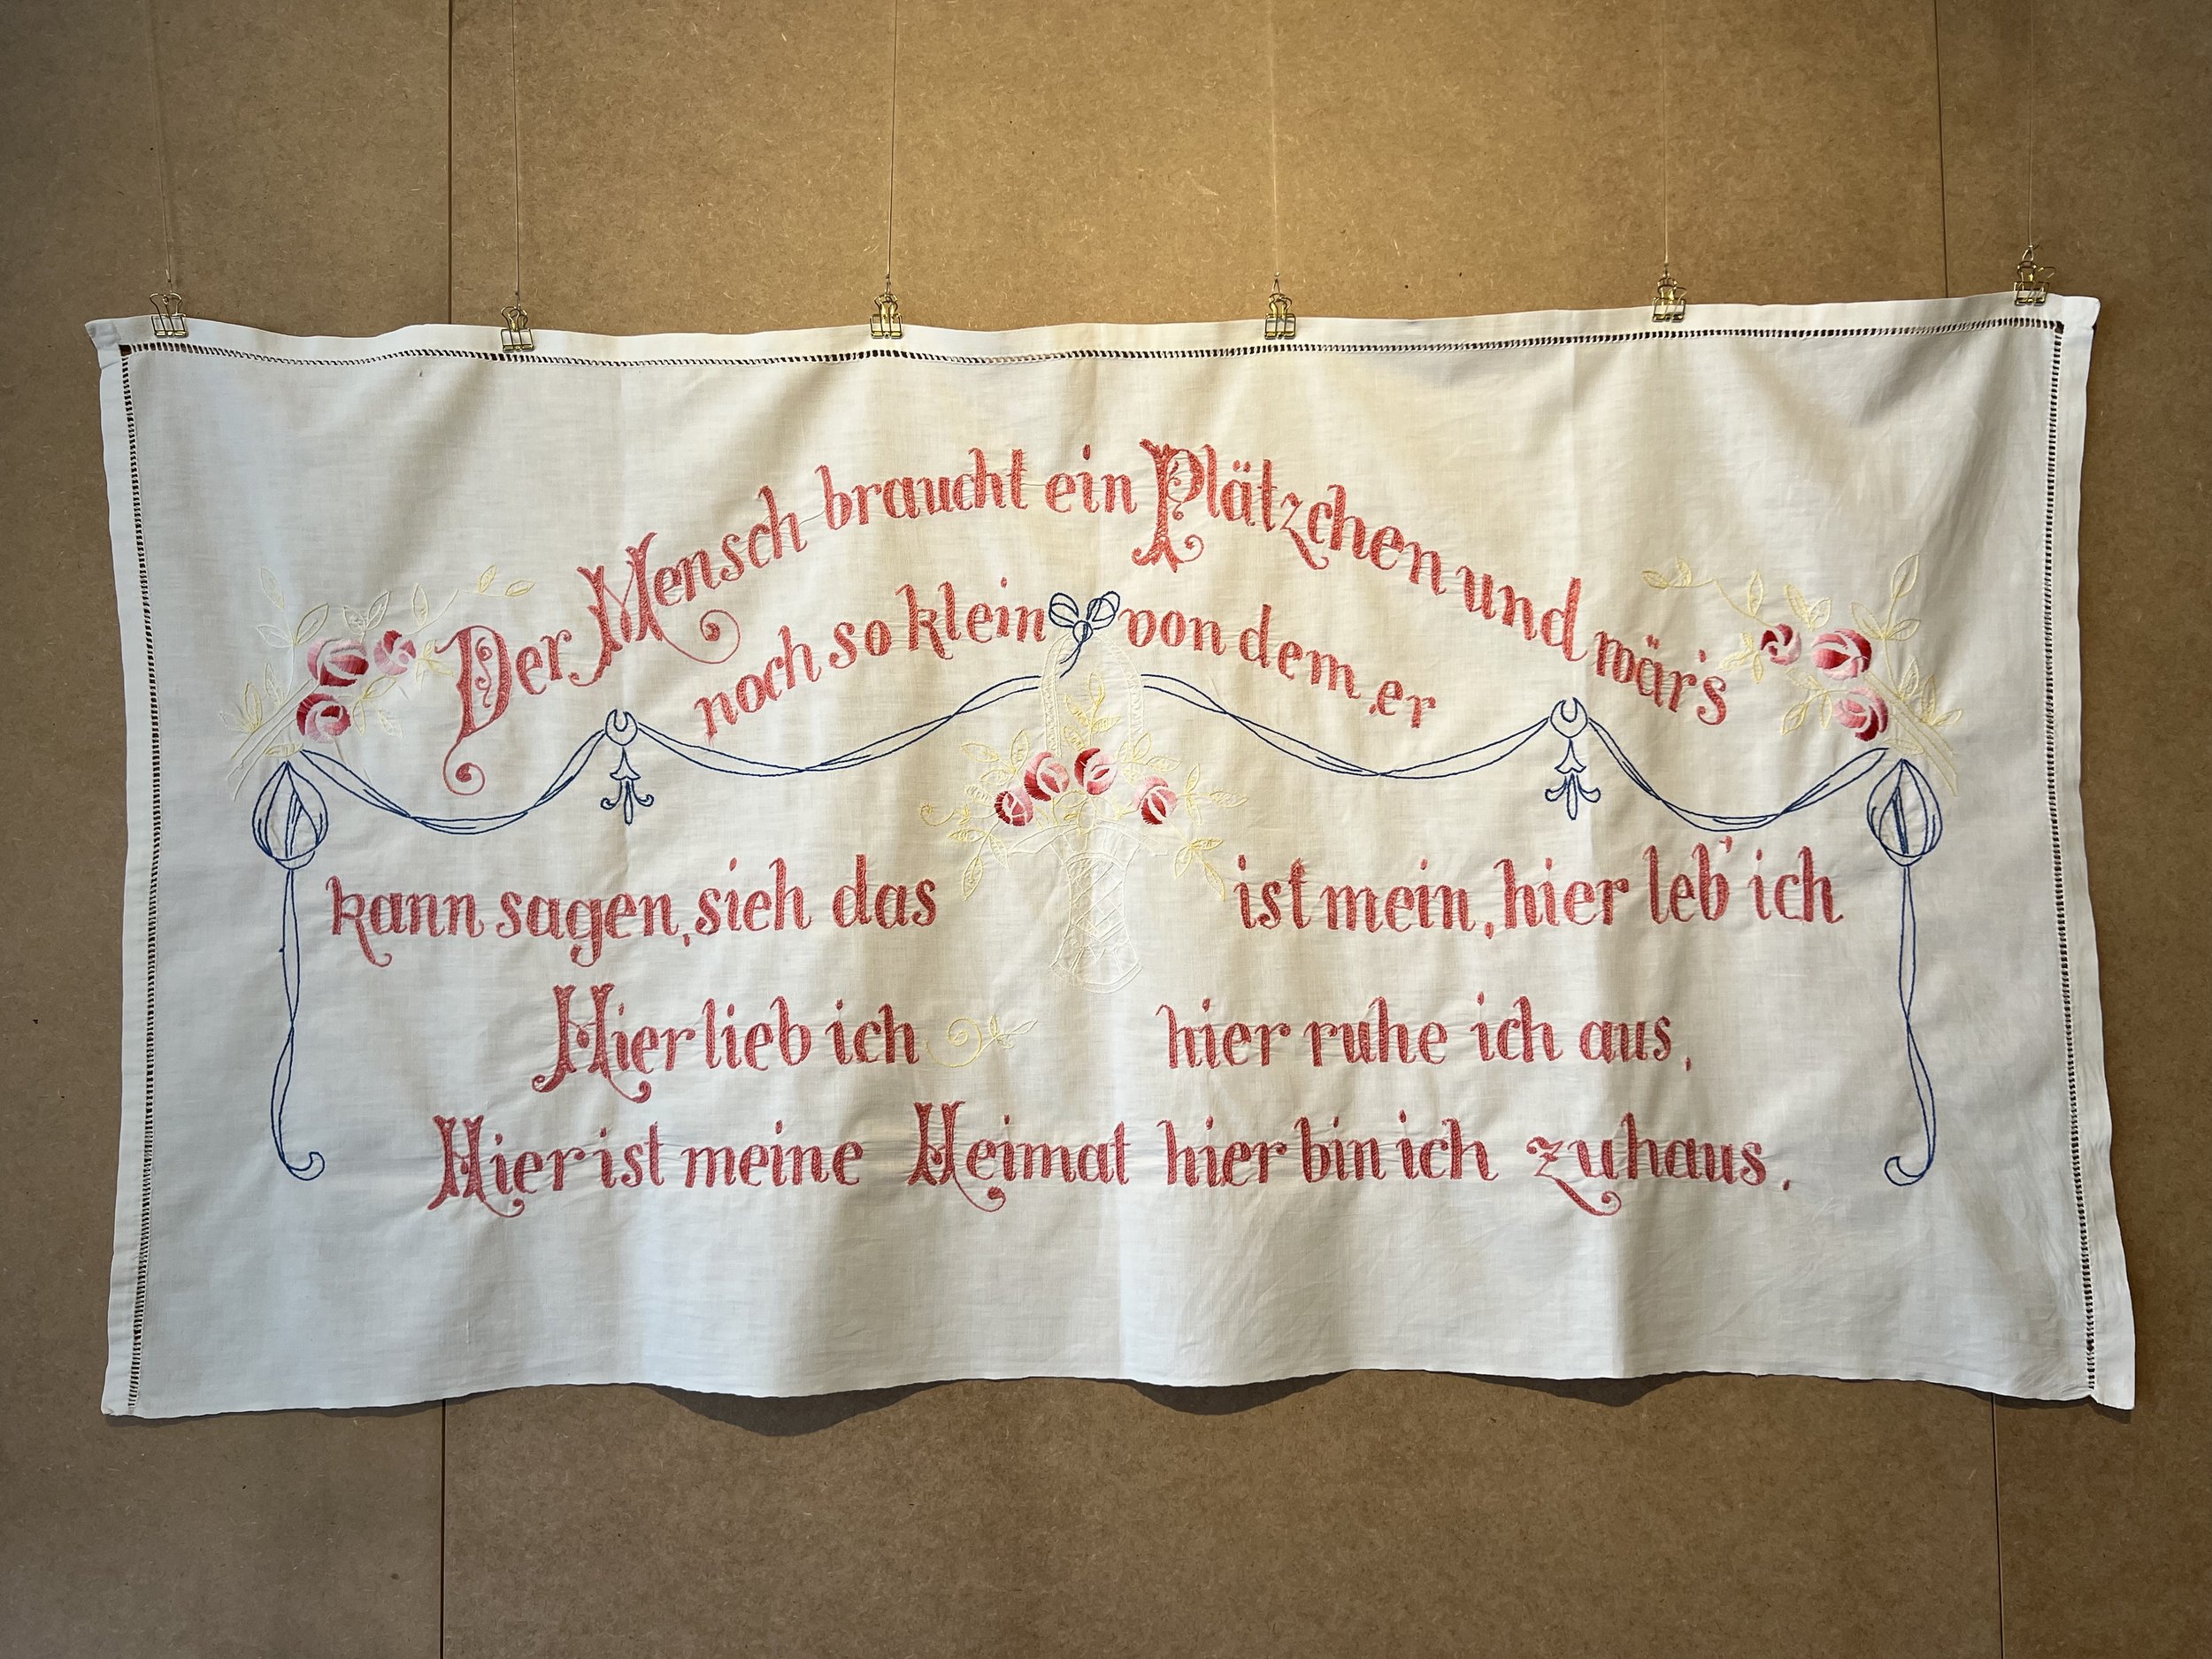 Der Mensch braucht ein Plätzchen und wär's
noch so klein von dem, er
kann sagen, sieh das ist mein, hier leb' ich
Hier lieb ich hier ruhe ich aus,
Hier ist meine Heimat hier bin ich zuhaus.